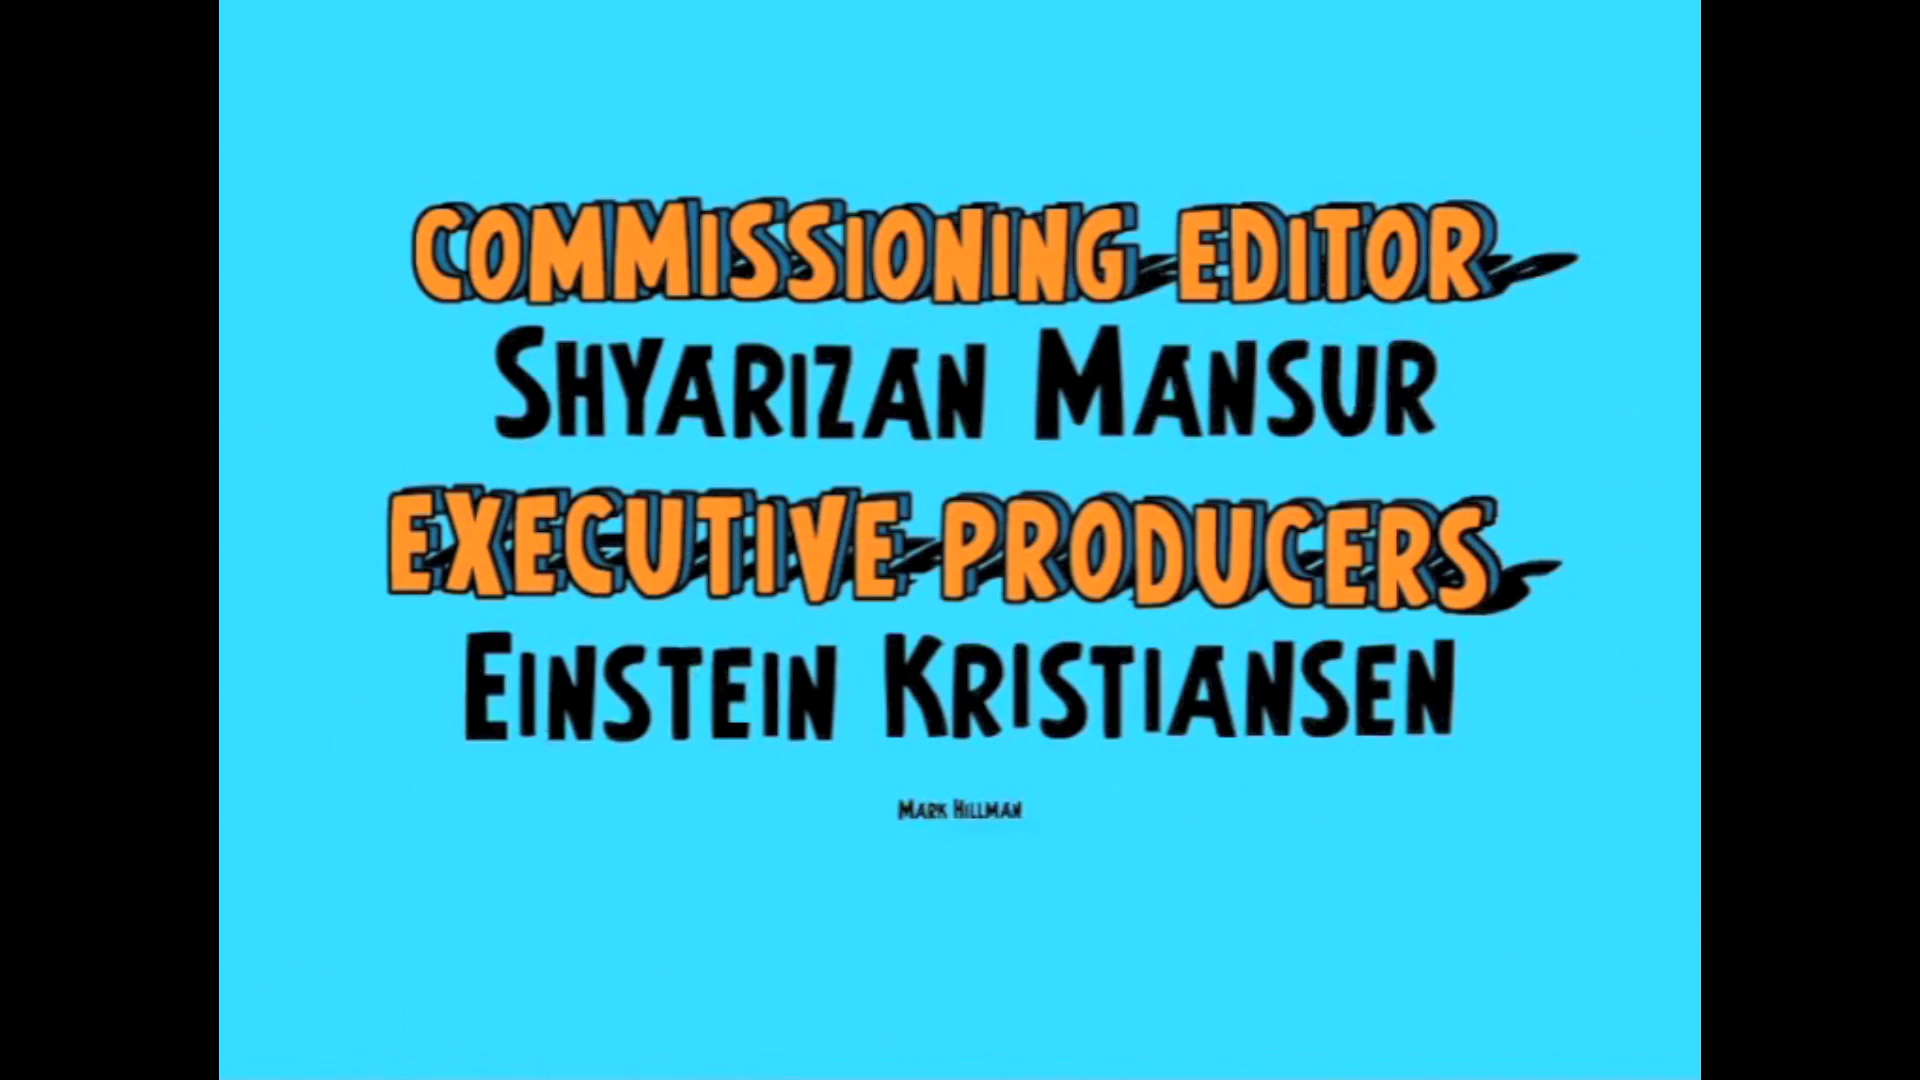 COMMISSIONING EDITOR
SHYARIZAN MANSUR
EXECUTIVE PRODUCERS
EINSTEIN KRISTIANSEN
MARK HILLMAN